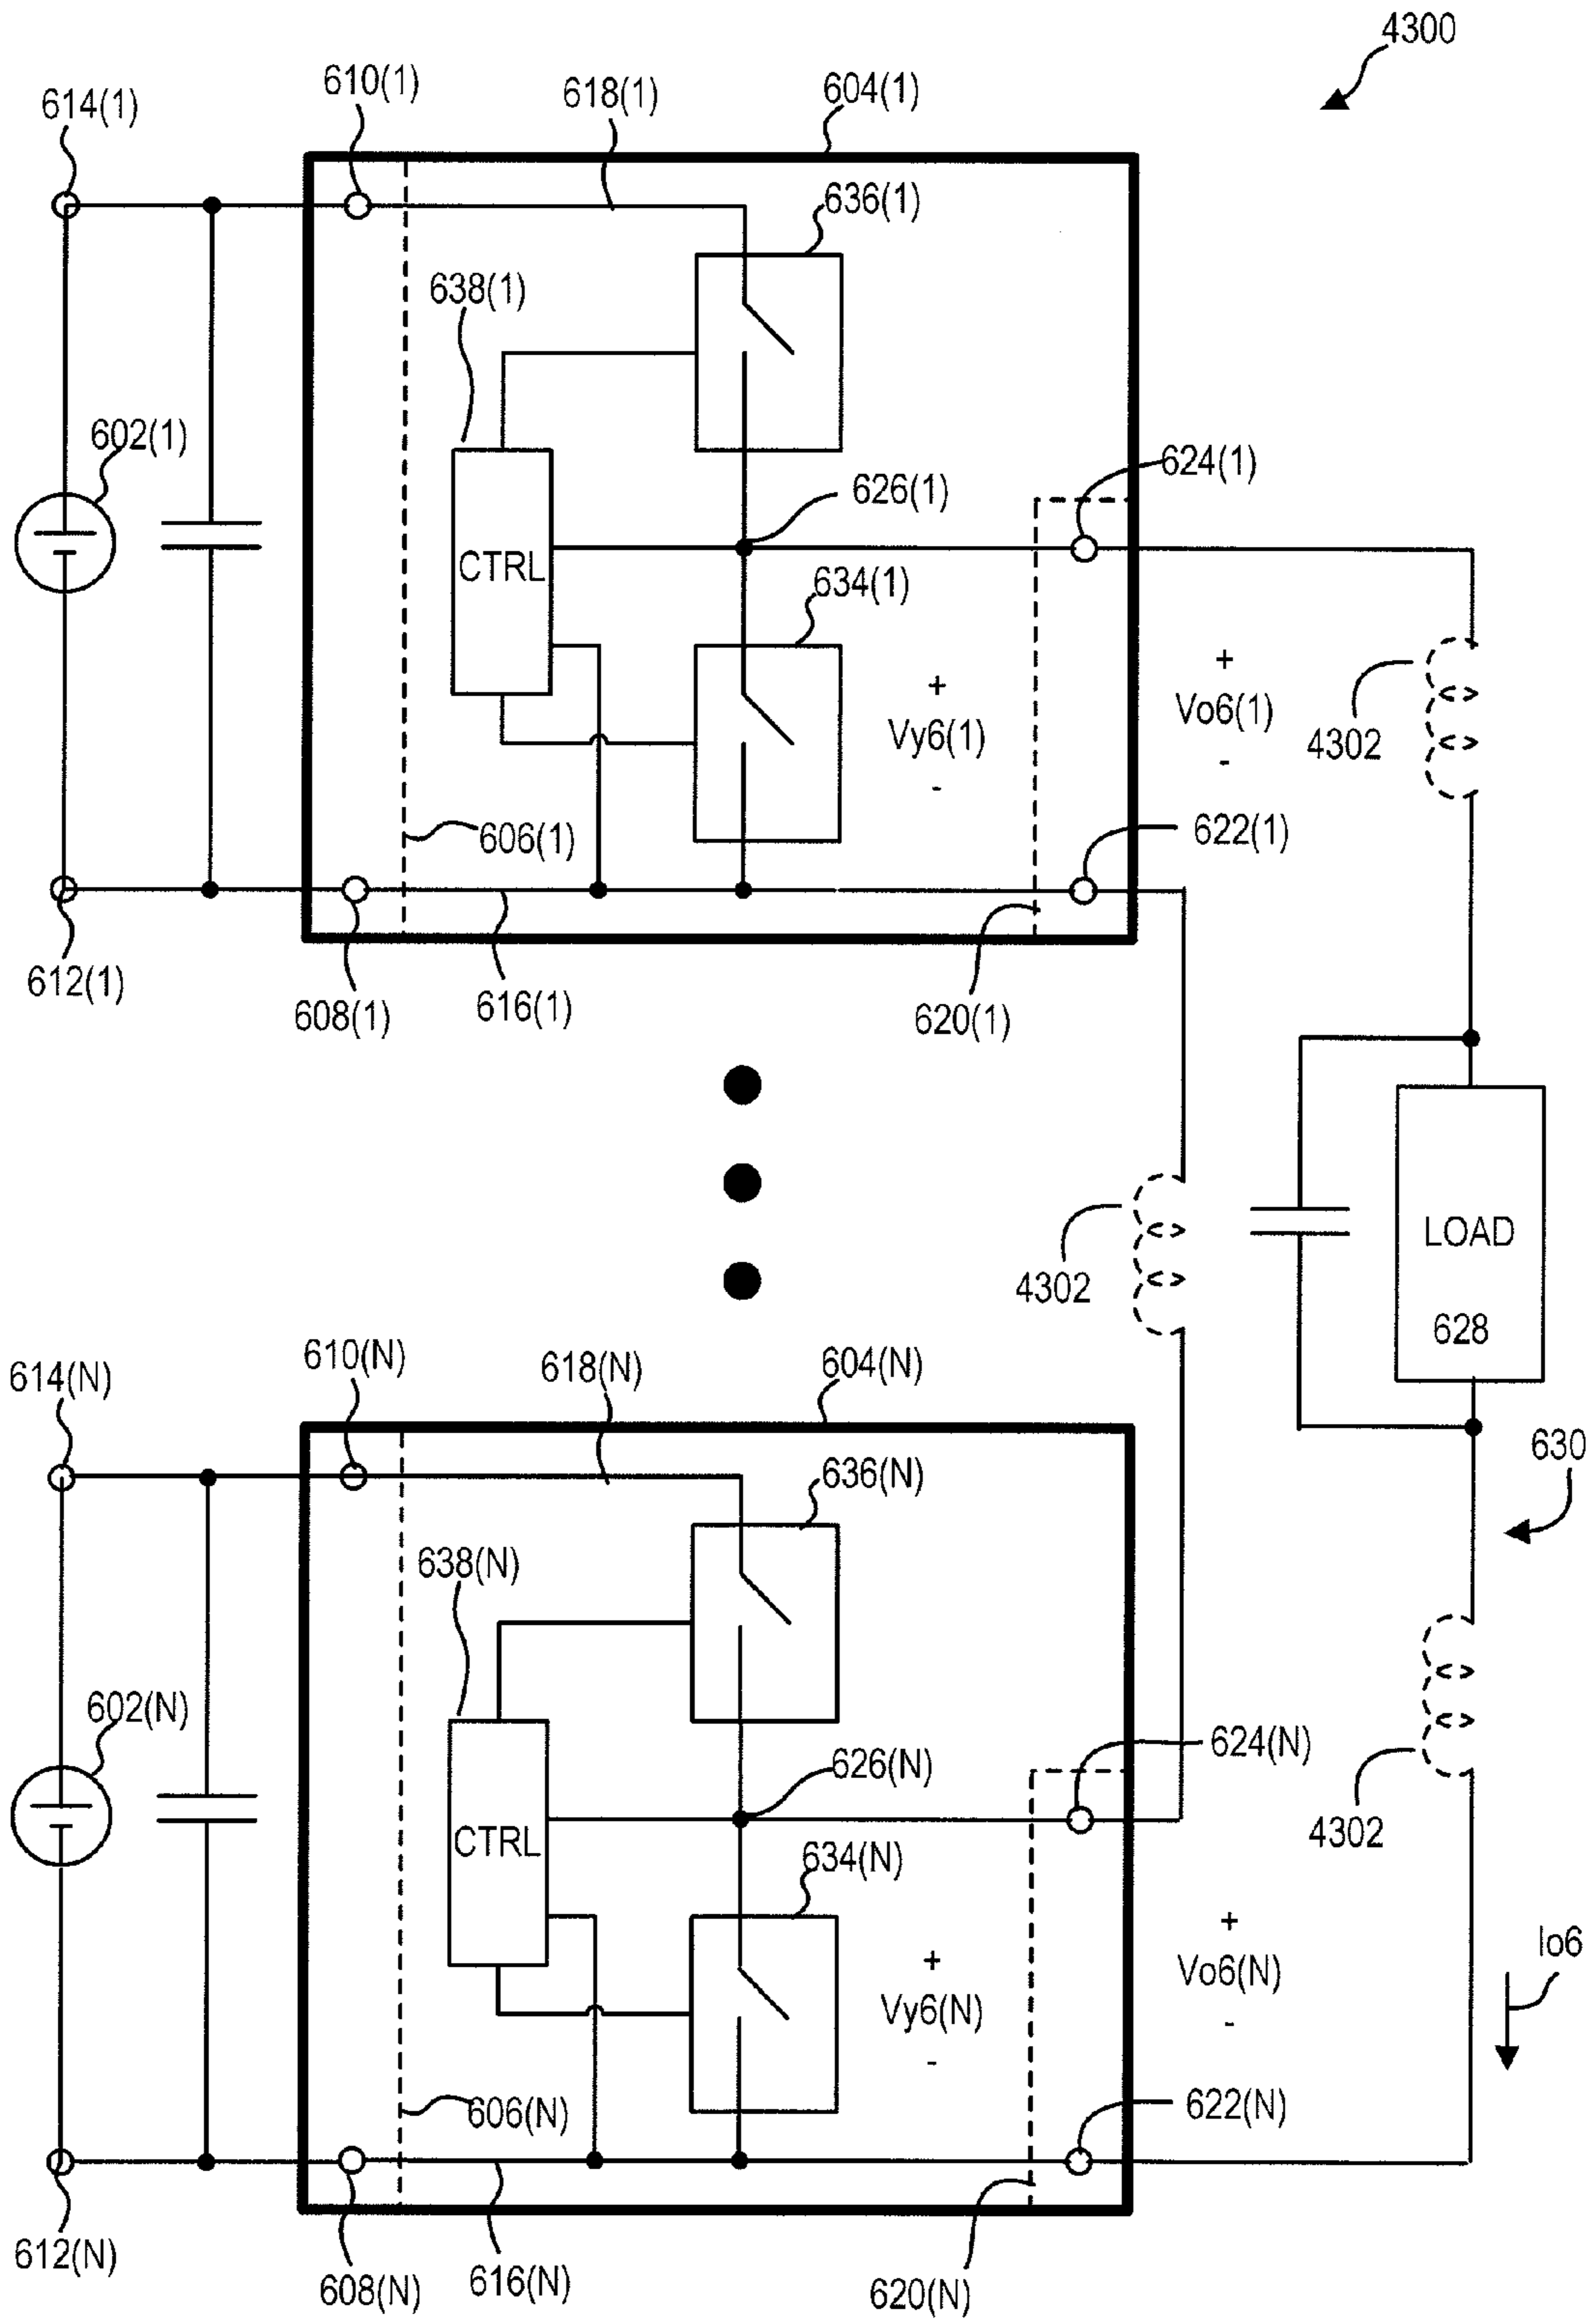 4300
610(1)
618(1)
604(1)
614(1)
636(1)
638(1)
602(1)
624(1)
626(1)
CTRL
634(1)
+
+
Vo6(1)
Vy6(1)
-
-
4302
606(1)
622(1)
612(1)
608(1)
616(1)
620(1)
4302
LOAD
628
610(N)
618(N)
604(N)
614(N)
630
636(N)
638(N)
602(N)
624(N)
626(N)
4302
CTRL
634(N)
+
+
Vo6(N)
Vy6(N)
-
-
Io6
606(N)
622(N)
612(N)
608(N)
616(N)
620(N)